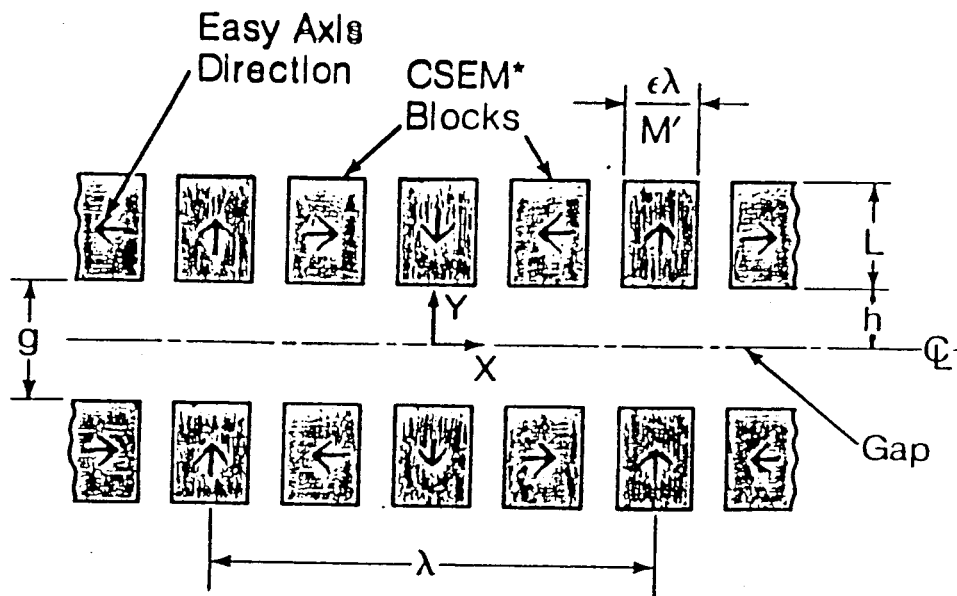 Easy Axis
Direction
CSEM*
Blocks
ϵλ
M′
L
h
g
Y
X
℄
Gap
λ